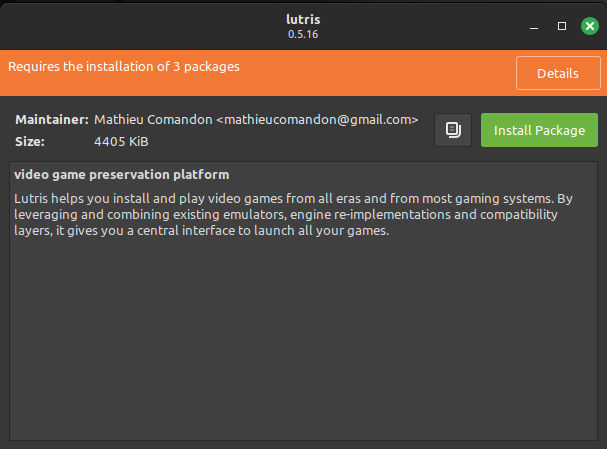 lutris
0.5.16
Requires the installation of 3 packages
Details
Maintainer: Mathieu Comandon <mathieucomandon@gmail.com>
Install Package
Size: 4405 KiB
video game preservation platform
Lutris helps you install and play video games from all eras and from most gaming systems. By
leveraging and combining existing emulators, engine re-implementations and compatibility
layers, it gives you a central interface to launch all your games.